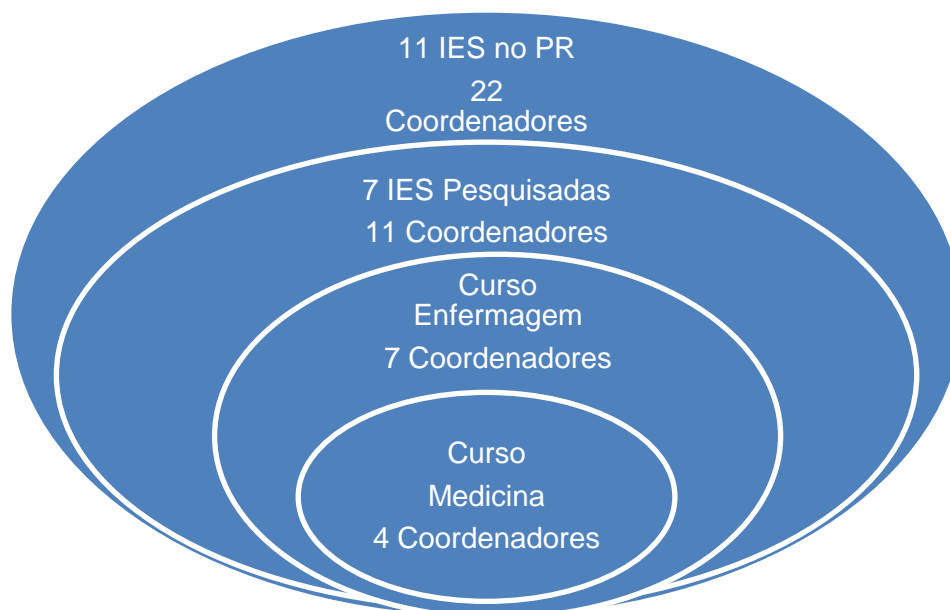 11 IES no PR
22
Coordenadores
7 IES Pesquisadas
11 Coordenadores
Curso
Enfermagem
7 Coordenadores
Curso
Medicina
4 Coordenadores